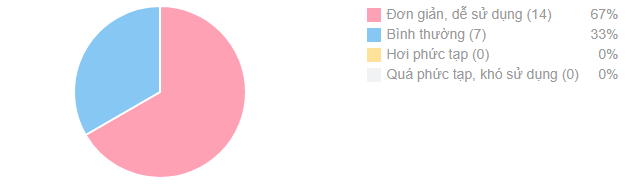 Đơn giản, dễ sử dụng (14) 67%
Bình thường (7) 33%
Hơi phức tạp (0) 0%
Quá phức tạp, khó sử dụng (0) 0%